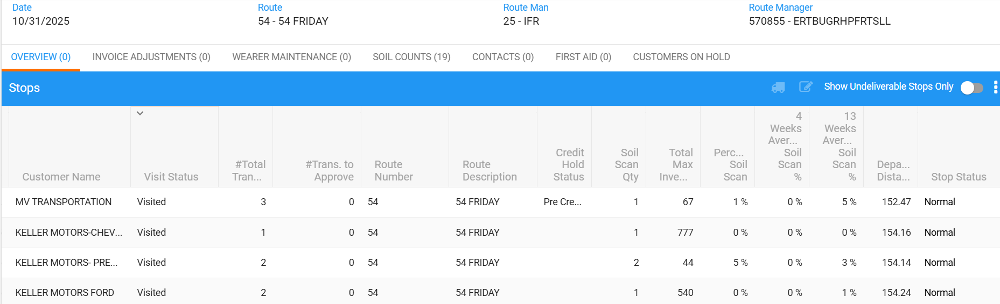 Date Route Route Man Route Manager
10/31/2025 54 - 54 FRIDAY 25 - IFR 570855 - ERTBUGRHPFRTSLL
OVERVIEW (0) INVOICE ADJUSTMENTS (0) WEARER MAINTENANCE (0) SOIL COUNTS (19) CONTACTS (0) FIRST AID (0) CUSTOMERS ON HOLD
Stops Show Undeliverable Stops Only
Customer Name
Visit Status
#Total
Tran...
#Trans. to
Approve
Route
Number
Route
Description
Credit
Hold
Status
Soil
Scan
Qty
Total
Max
Inve...
Perc...
Soil
Scan
4
Weeks
Aver...
Soil
Scan
%
13
Weeks
Aver...
Soil
Scan
%
Depa...
Dista...
Stop Status
MV TRANSPORTATION Visited 3 0 54 54 FRIDAY Pre Cre... 1 67 1 % 0 % 5 % 152.47 Normal
KELLER MOTORS-CHEV... Visited 1 0 54 54 FRIDAY 1 777 0 % 0 % 0 % 154.16 Normal
KELLER MOTORS- PRE... Visited 2 0 54 54 FRIDAY 2 44 5 % 0 % 3 % 154.14 Normal
KELLER MOTORS FORD Visited 2 0 54 54 FRIDAY 1 540 0 % 0 % 1 % 154.24 Normal